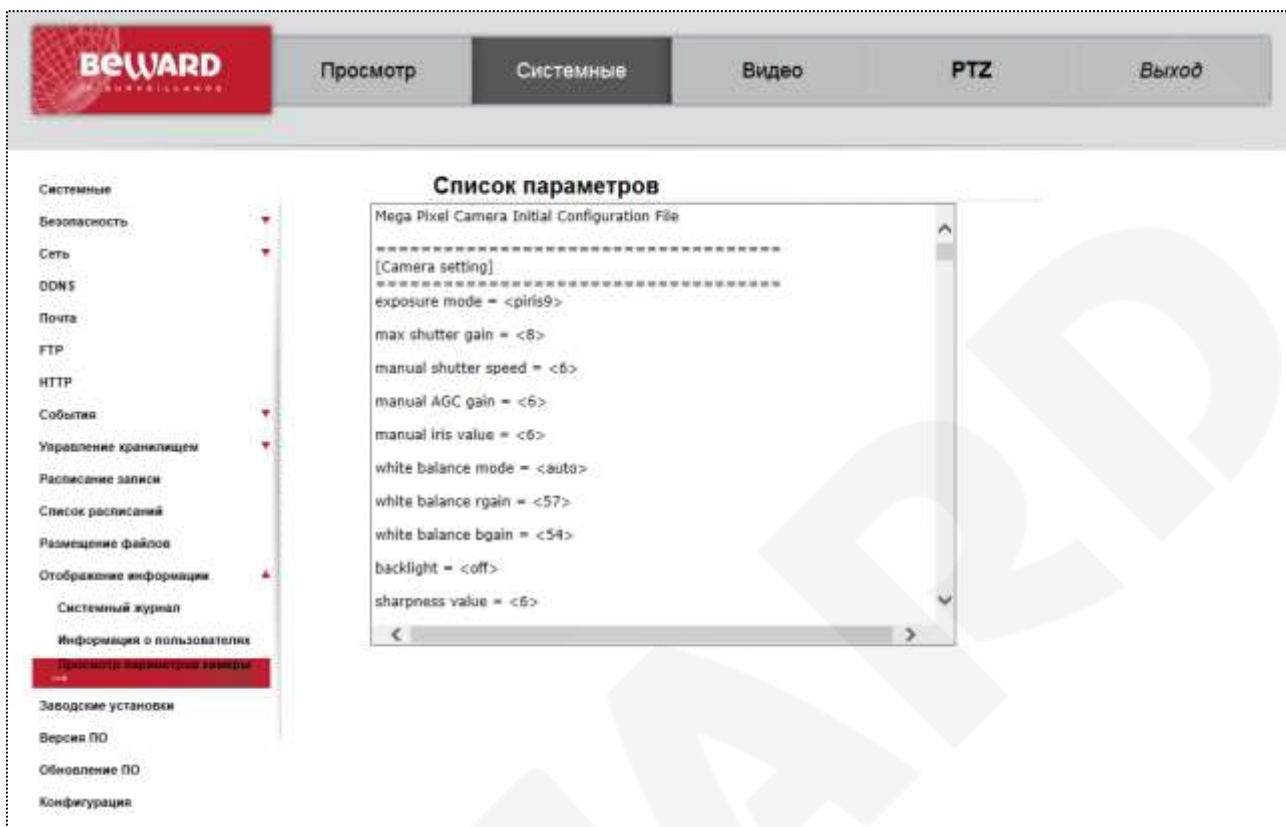 BEWARD
Просмотр
Системные
Видео
PTZ
Выход
Системные
Безопасность
Сеть
DDNS
Почта
FTP
HTTP
События
Управление хранилищем
Расписание записи
Список расписаний
Размещение файлов
Отображение информации
Системный журнал
Информация о пользователях
Просмотр параметров камеры
Заводские установки
Версия ПО
Обновление ПО
Конфигурация
Список параметров
Mega Pixel Camera Initial Configuration File
=====================================
[Camera setting]
=====================================
exposure mode = <piris9>
max shutter gain = <8>
manual shutter speed = <6>
manual AGC gain = <6>
manual iris value = <6>
white balance mode = <auto>
white balance rgain = <57>
white balance bgain = <54>
backlight = <off>
sharpness value = <6>